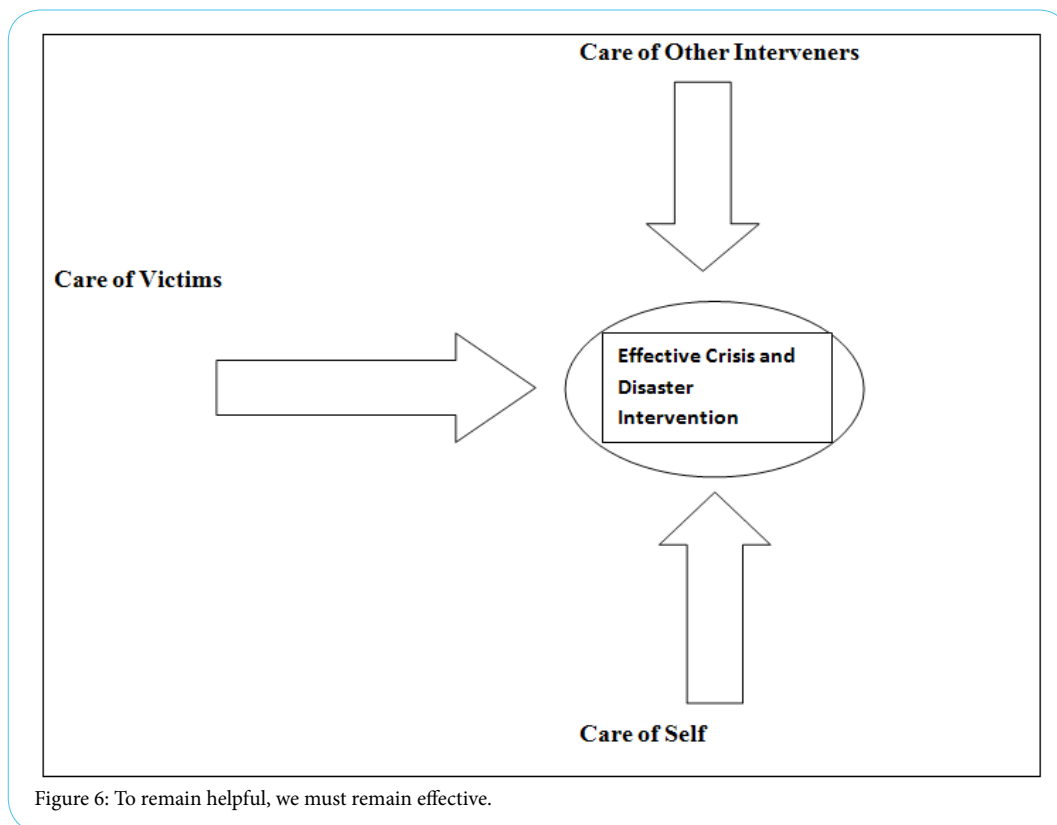 Care of Other Interveners
Care of Victims
Effective Crisis and
Disaster
Intervention
Care of Self
Figure 6: To remain helpful, we must remain effective.